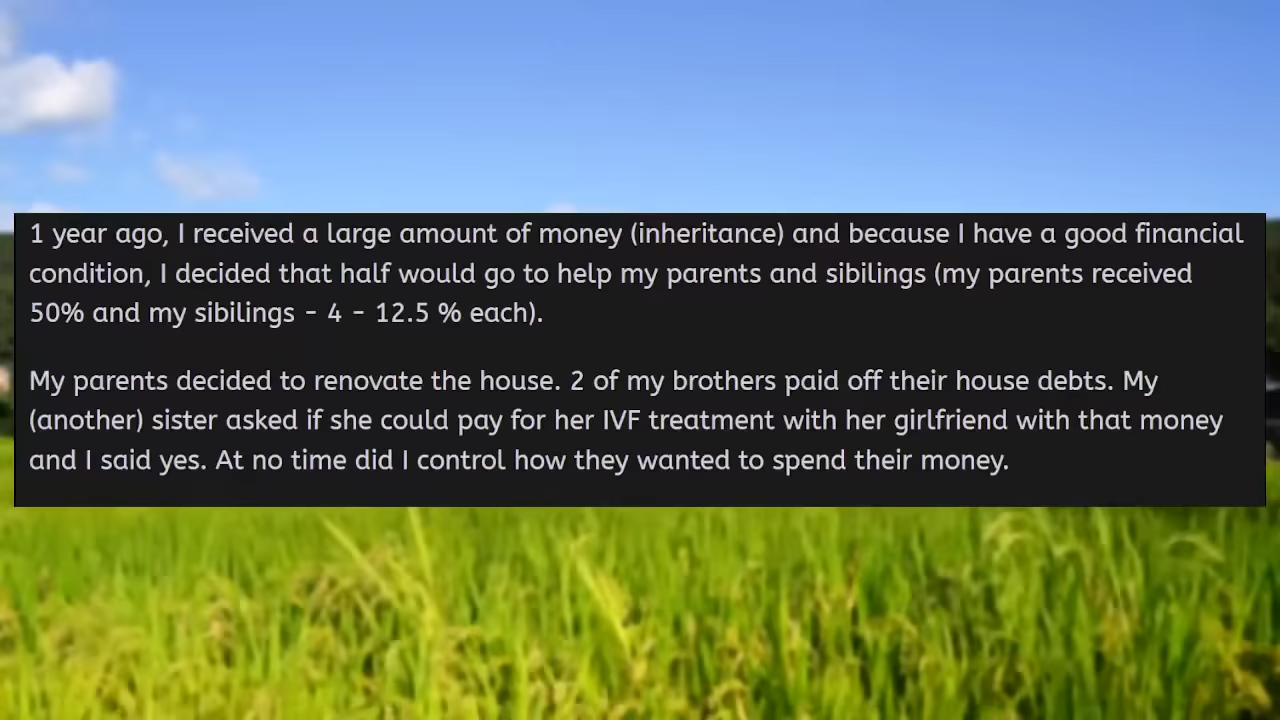 1 year ago, I received a large amount of money (inheritance) and because I have a good financial
condition, I decided that half would go to help my parents and sibilings (my parents received
50% and my sibilings - 4 - 12.5 % each).
My parents decided to renovate the house. 2 of my brothers paid off their house debts. My
(another) sister asked if she could pay for her IVF treatment with her girlfriend with that money
and I said yes. At no time did I control how they wanted to spend their money.